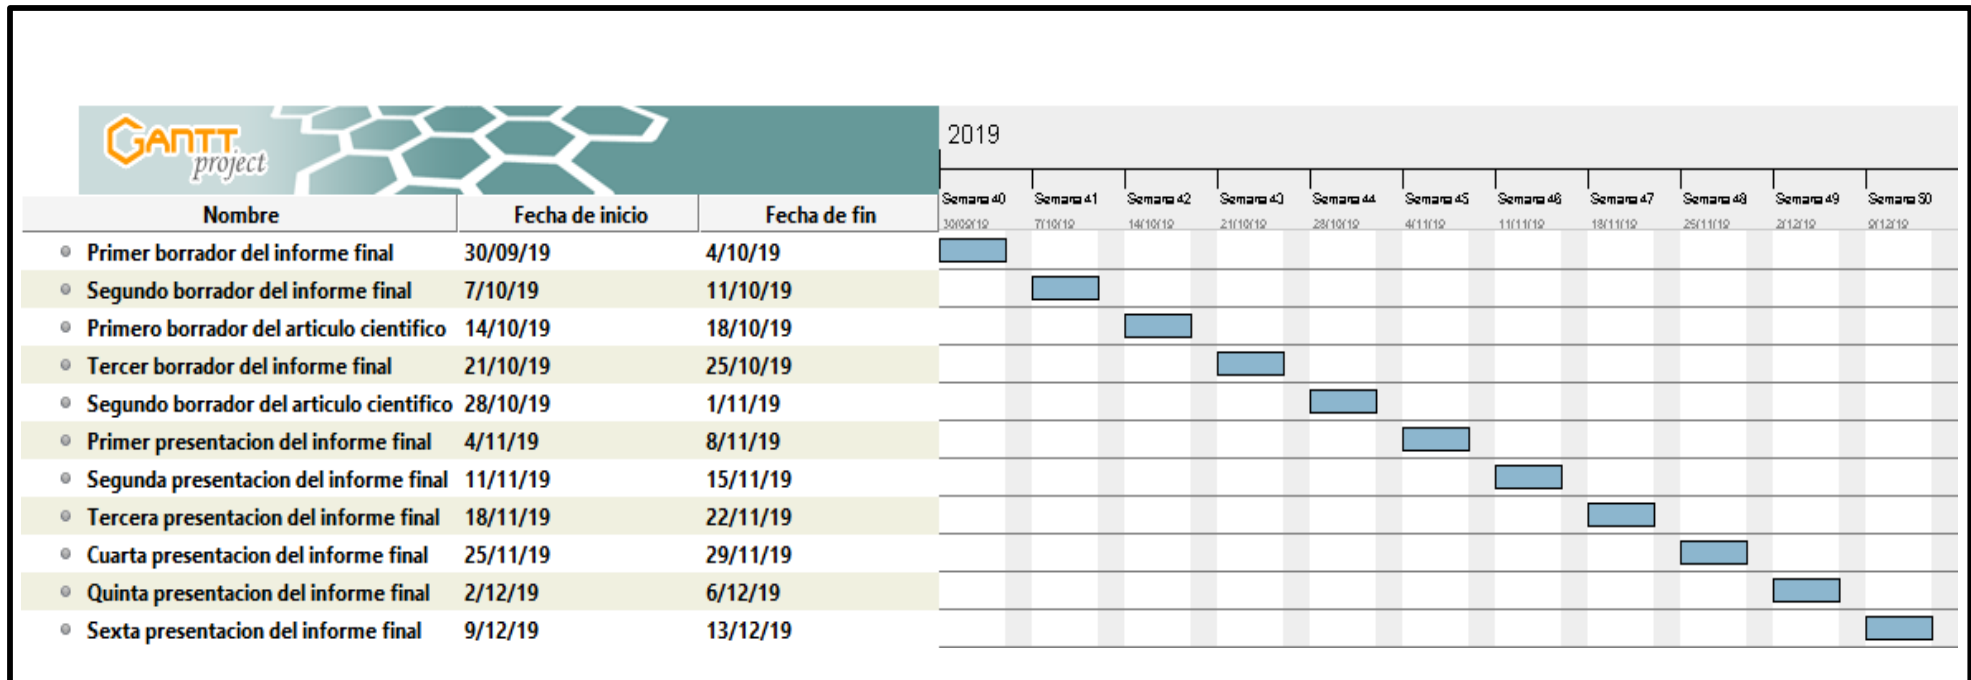 GANTT
project
2019
Semana 40 Semana 41 Semana 42 Semana 43 Semana 44 Semana 45 Semana 46 Semana 47 Semana 48 Semana 49 Semana 50
30/09/19 7/10/19 14/10/19 21/10/19 28/10/19 4/11/19 11/11/19 18/11/19 25/11/19 2/12/19 9/12/19
Nombre Fecha de inicio Fecha de fin
Primer borrador del informe final 30/09/19 4/10/19
Segundo borrador del informe final 7/10/19 11/10/19
Primero borrador del articulo cientifico 14/10/19 18/10/19
Tercer borrador del informe final 21/10/19 25/10/19
Segundo borrador del articulo cientifico 28/10/19 1/11/19
Primer presentacion del informe final 4/11/19 8/11/19
Segunda presentacion del informe final 11/11/19 15/11/19
Tercera presentacion del informe final 18/11/19 22/11/19
Cuarta presentacion del informe final 25/11/19 29/11/19
Quinta presentacion del informe final 2/12/19 6/12/19
Sexta presentacion del informe final 9/12/19 13/12/19